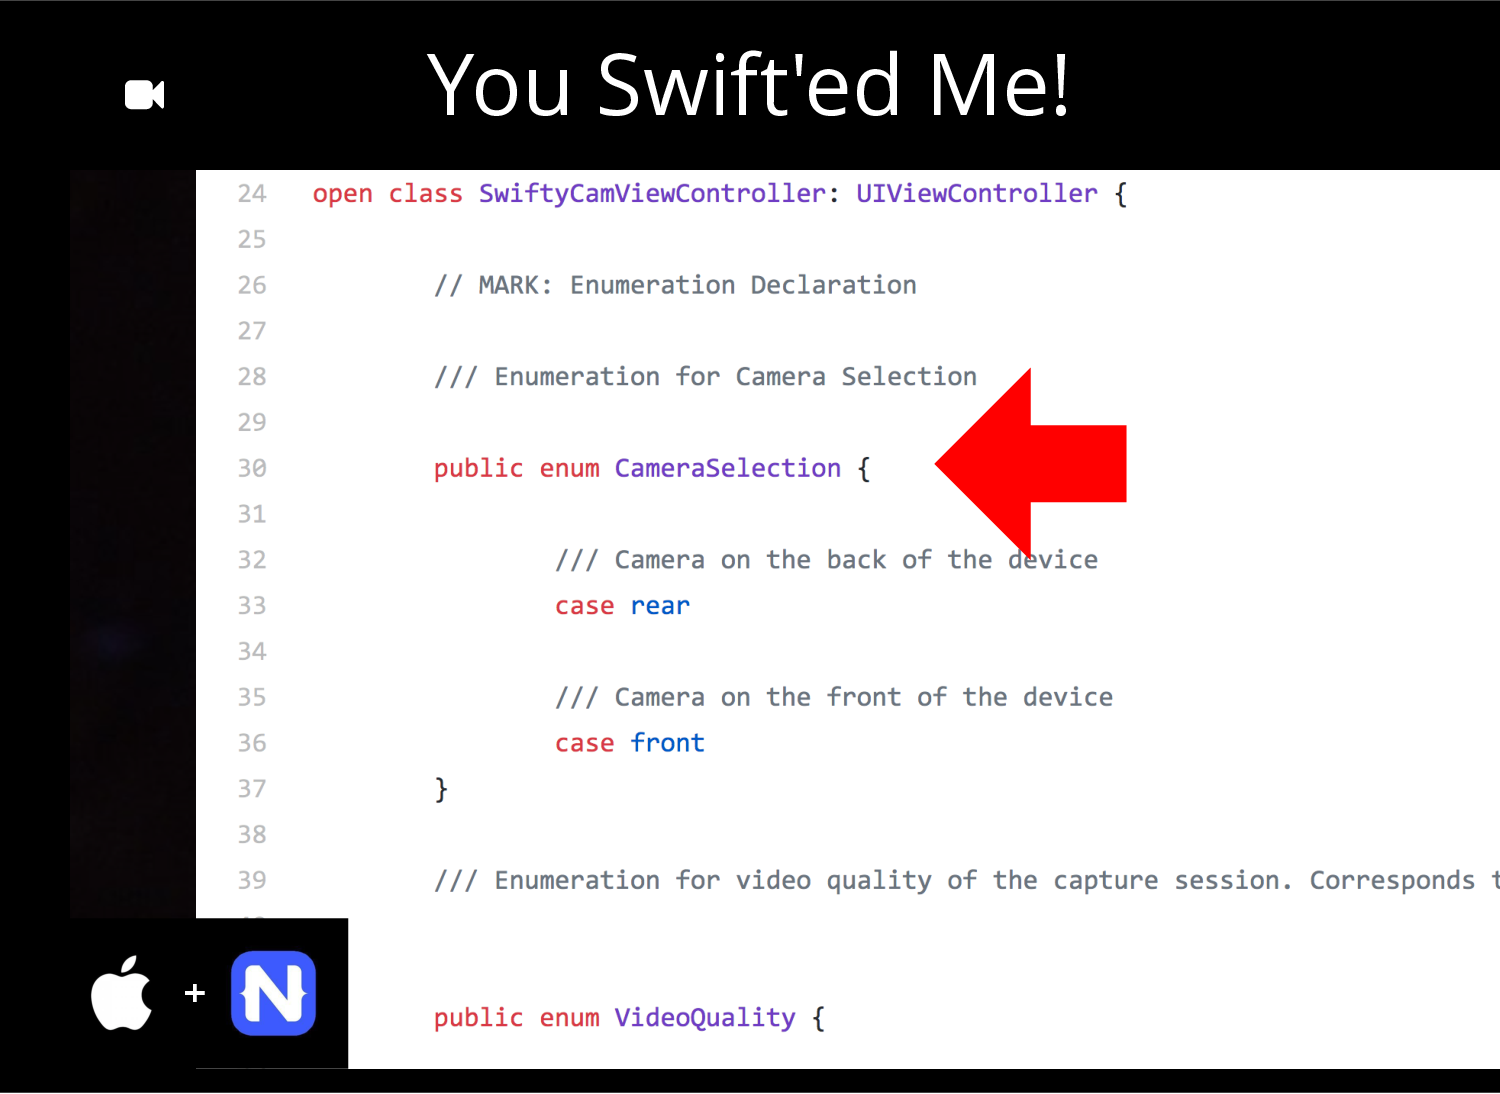 You Swift'ed Me!
24 open class SwiftyCamViewController: UIViewController {
25
26 // MARK: Enumeration Declaration
27
28 /// Enumeration for Camera Selection
29
30 public enum CameraSelection {
31
32 /// Camera on the back of the device
33 case rear
34
35 /// Camera on the front of the device
36 case front
37 }
38
39 /// Enumeration for video quality of the capture session. Corresponds t
public enum VideoQuality {
+ N